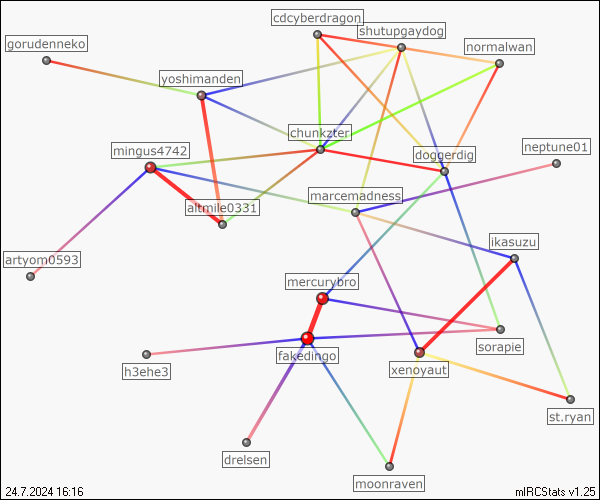 cdcyberdragon
shutupgaydog
gorudenneko
normalwan
yoshimanden
chunkzter
neptune01
mingus4742
doggerdig
marcemadness
altmile0331
ikasuzu
artyom0593
mercurybro
sorapie
fakedingo
xenoyaut
h3ehe3
st.ryan
drelsen
moonraven
24.7.2024 16:16
mIRCStats v1.25